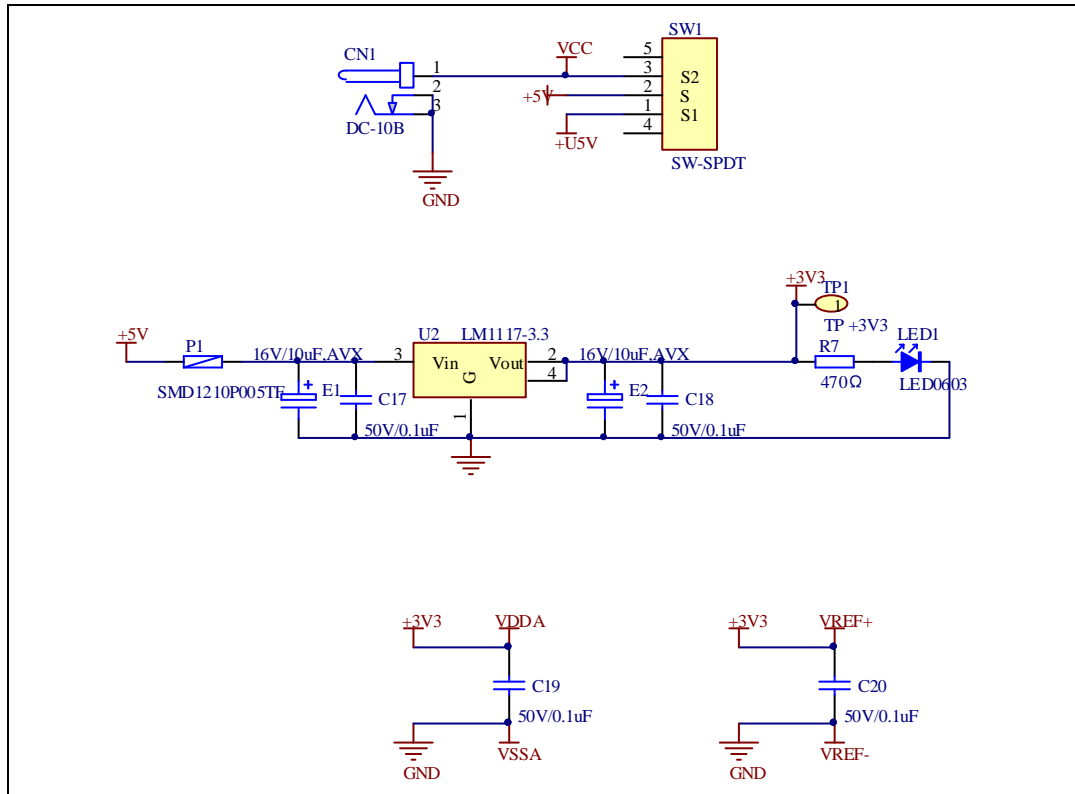 SW1
VCC
CN1
5
1
3
S2
2
+5V
2
S
3
1
S1
DC-10B
4
+U5V
SW-SPDT
GND
+3V3
TP1
1
+5V
U2
LM1117-3.3
TP +3V3
LED1
P1
16V/10uF,AVX
3
Vin
Vout
2
16V/10uF,AVX
R7
4
G
SMD1210P005TF
E1
C17
E2
C18
470Ω
LED0603
1
50V/0.1uF
50V/0.1uF
+3V3
VDDA
+3V3
VREF+
C19
C20
50V/0.1uF
50V/0.1uF
VSSA
VREF-
GND
GND